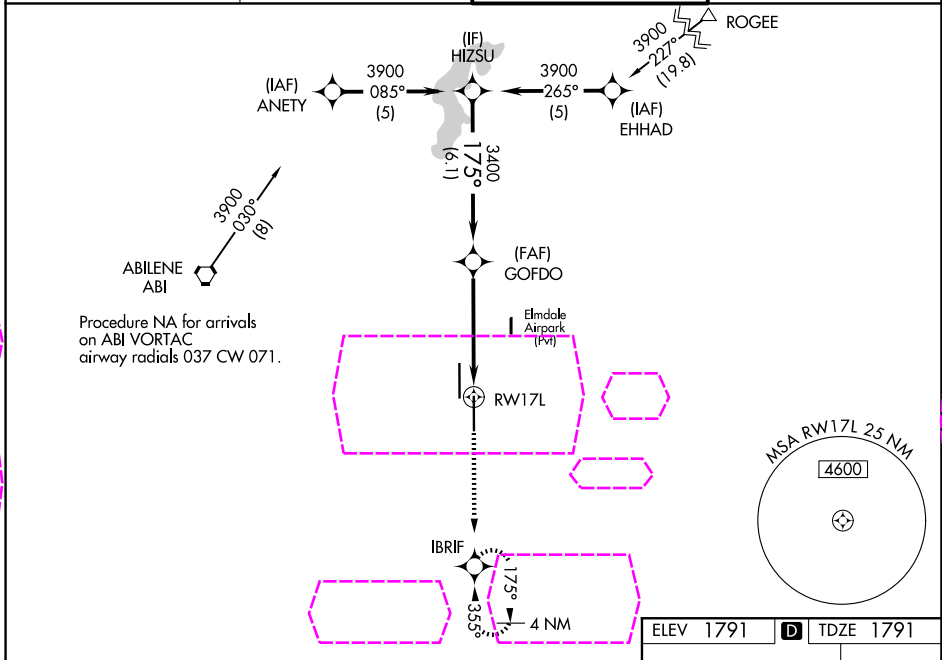 ROGEE
3900
227°
(19.8)
(IF)
HIZSU
(IAF)
ANETY
3900
085°
(5)
3900
265°
(5)
(IAF)
EHHAD
3400
175°
(6.1)
3900
030°
(8)
ABILENE
ABI
(FAF)
GOFDO
Procedure NA for arrivals
on ABI VORTAC
airway radials 037 CW 071.
Elmdale
Airpark
(Pvt)
RW17L
MSA RW17L 25 NM
4600
IBRIF
175°
355°
4 NM
ELEV 1791 D TDZE 1791